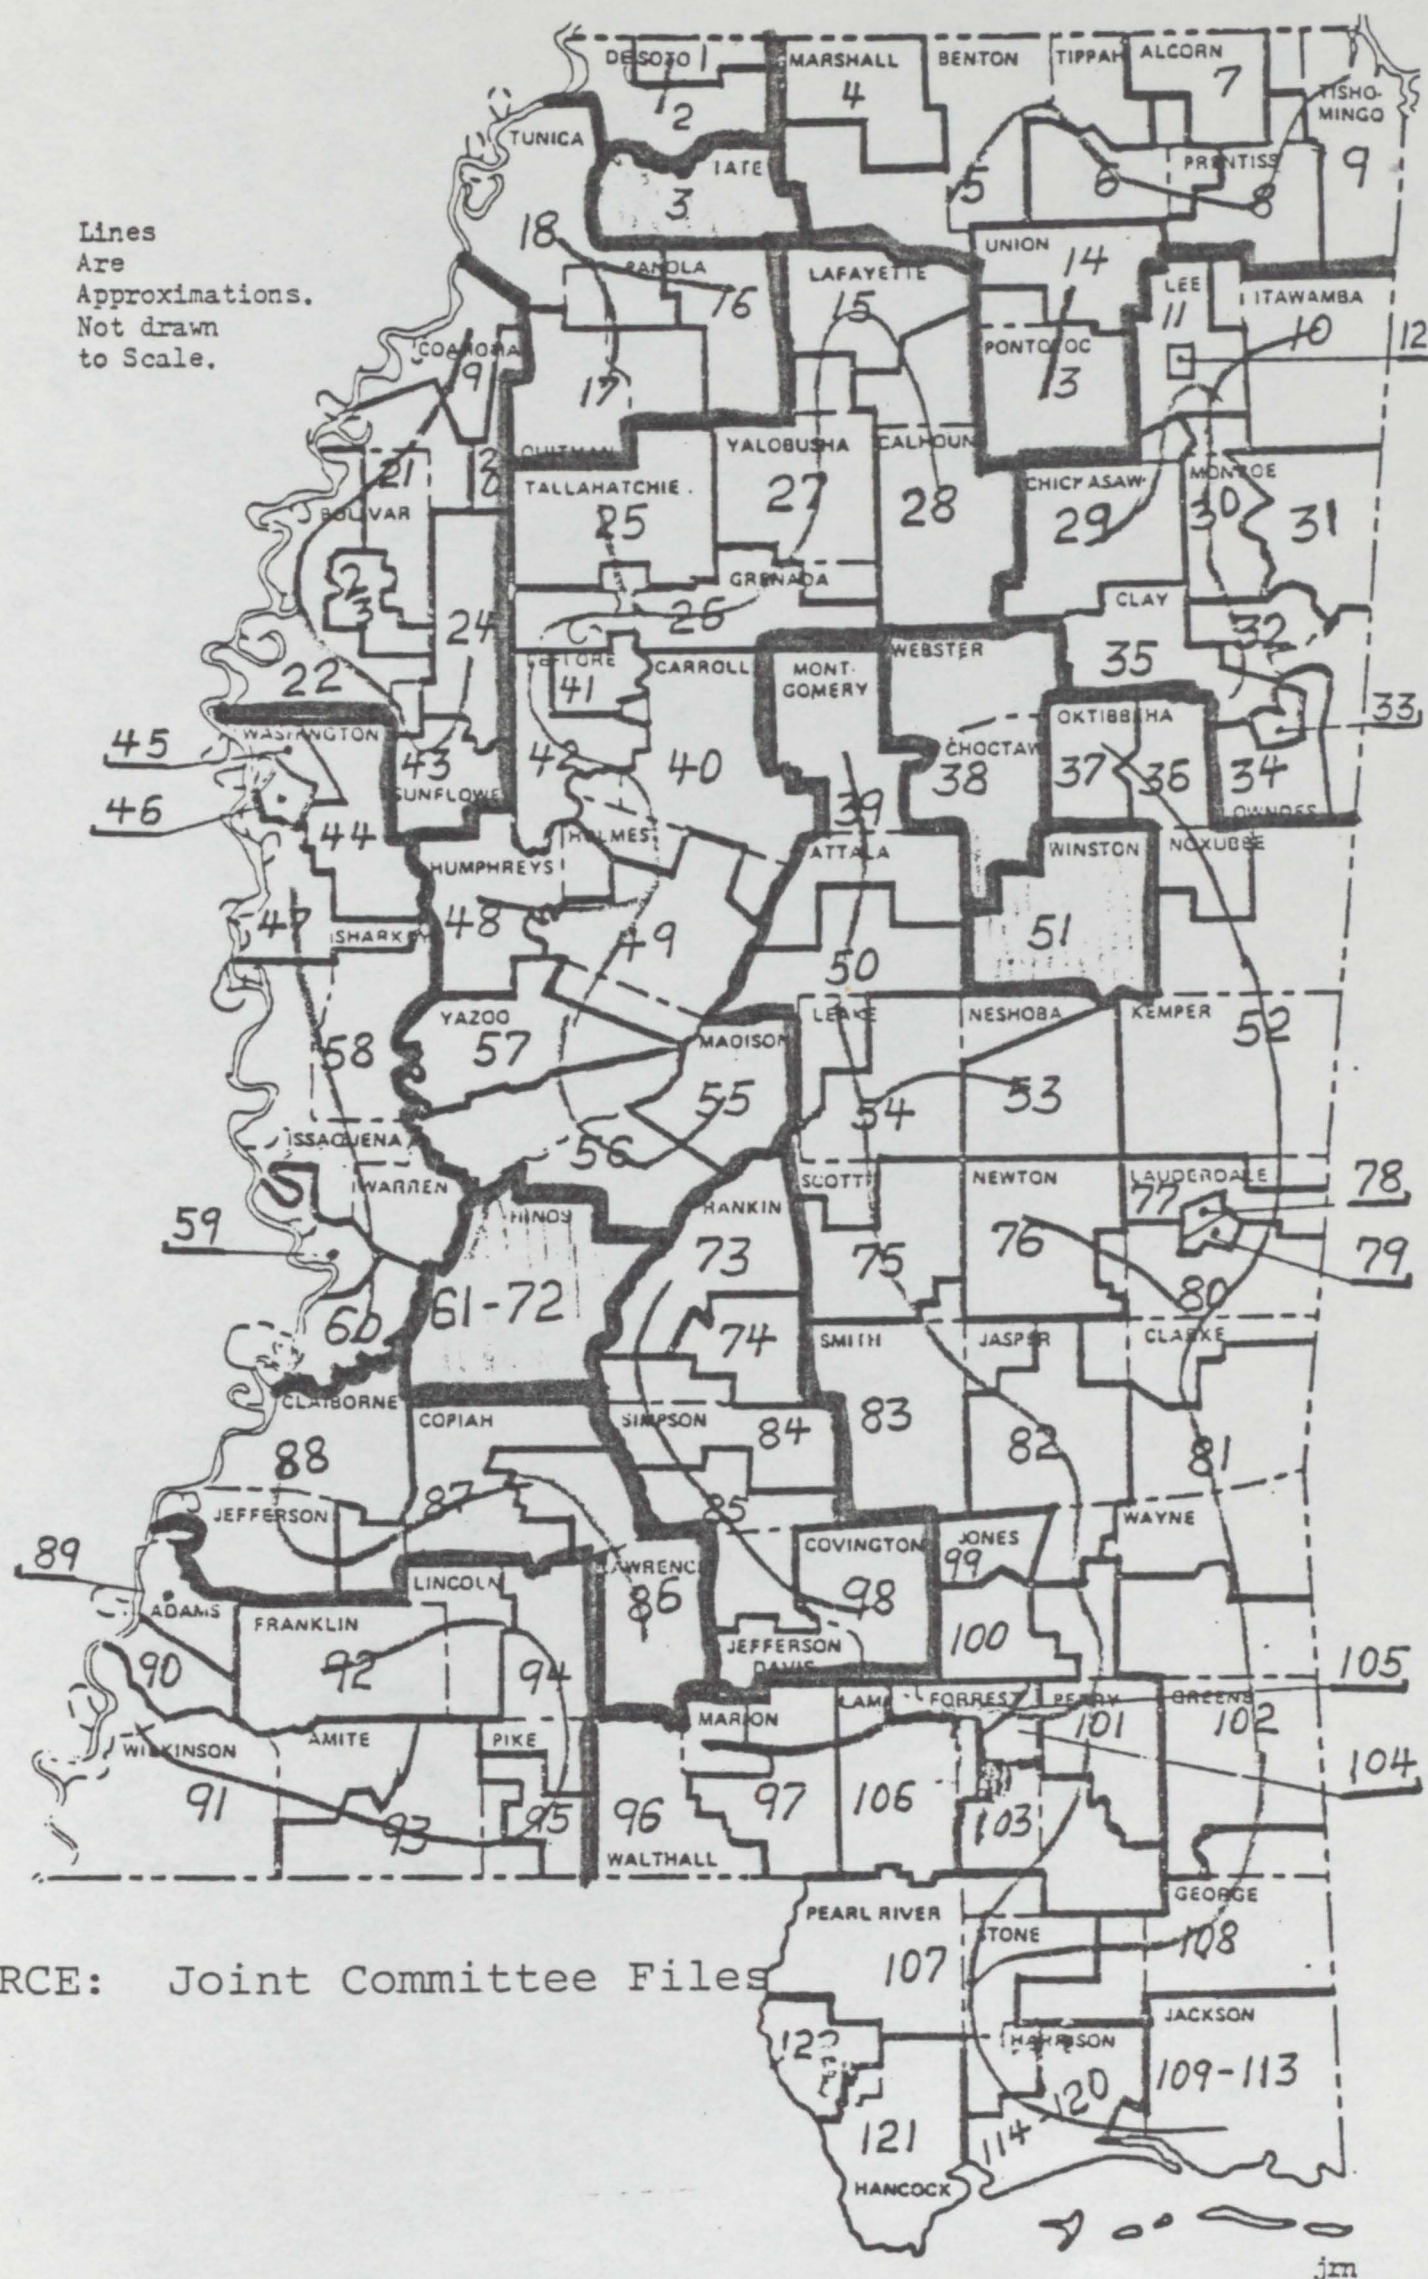 DESOTO 1
MARSHALL
BENTON
TIPPAH
ALCORN
4
7
TISHO-
MINGO
2
TUNICA
TATE
PRENTISS
9
3
5
6
8
Lines
Are
Approximations.
Not drawn
to Scale.
18
UNION
14
PANOLA
LAFAYETTE
LEE
ITAWAMBA
16
15
11
10
12
COAHOMA
PONTOTOC
19
17
13
QUITMAN
YALOBUSHA
CALHOUN
21
20
TALLAHATCHIE
CHICKASAW
MONROE
BOLIVAR
25
27
28
29
30
31
23
GRENADA
CLAY
24
26
32
22
LEFLORE
CARROLL
MONT-
GOMERY
WEBSTER
35
41
33
WASHINGTON
OKTIBBEHA
45
43
42
40
CHOCTAW
38
37
36
34
46
SUNFLOWER
39
LOWNDES
44
HOLMES
ATTALA
WINSTON
NOXUBEE
HUMPHREYS
47
SHARKEY
48
49
51
50
YAZOO
LEAKE
NESHOBA
KEMPER
58
57
MADISON
52
55
54
53
ISSAQUENA
56
WARREN
SCOTT
NEWTON
LAUDERDALE
78
77
59
HINDS
RANKIN
73
75
76
79
60
61-72
80
74
SMITH
JASPER
CLARKE
CLAIBORNE
COPIAH
SIMPSON
84
83
82
81
88
87
85
JEFFERSON
WAYNE
89
COVINGTON
JONES
99
LAWRENCE
LINCOLN
86
98
ADAMS
FRANKLIN
100
90
92
94
JEFFERSON
DAVIS
105
LAMAR
FORREST
PERRY
GREENE
MARION
101
102
WILKINSON
AMITE
PIKE
104
91
93
95
96
97
106
103
WALTHALL
GEORGE
PEARL RIVER
STONE
108
107
RCE: Joint Committee Files
JACKSON
122
HARRISON
109-113
114-120
121
HANCOCK
jrn